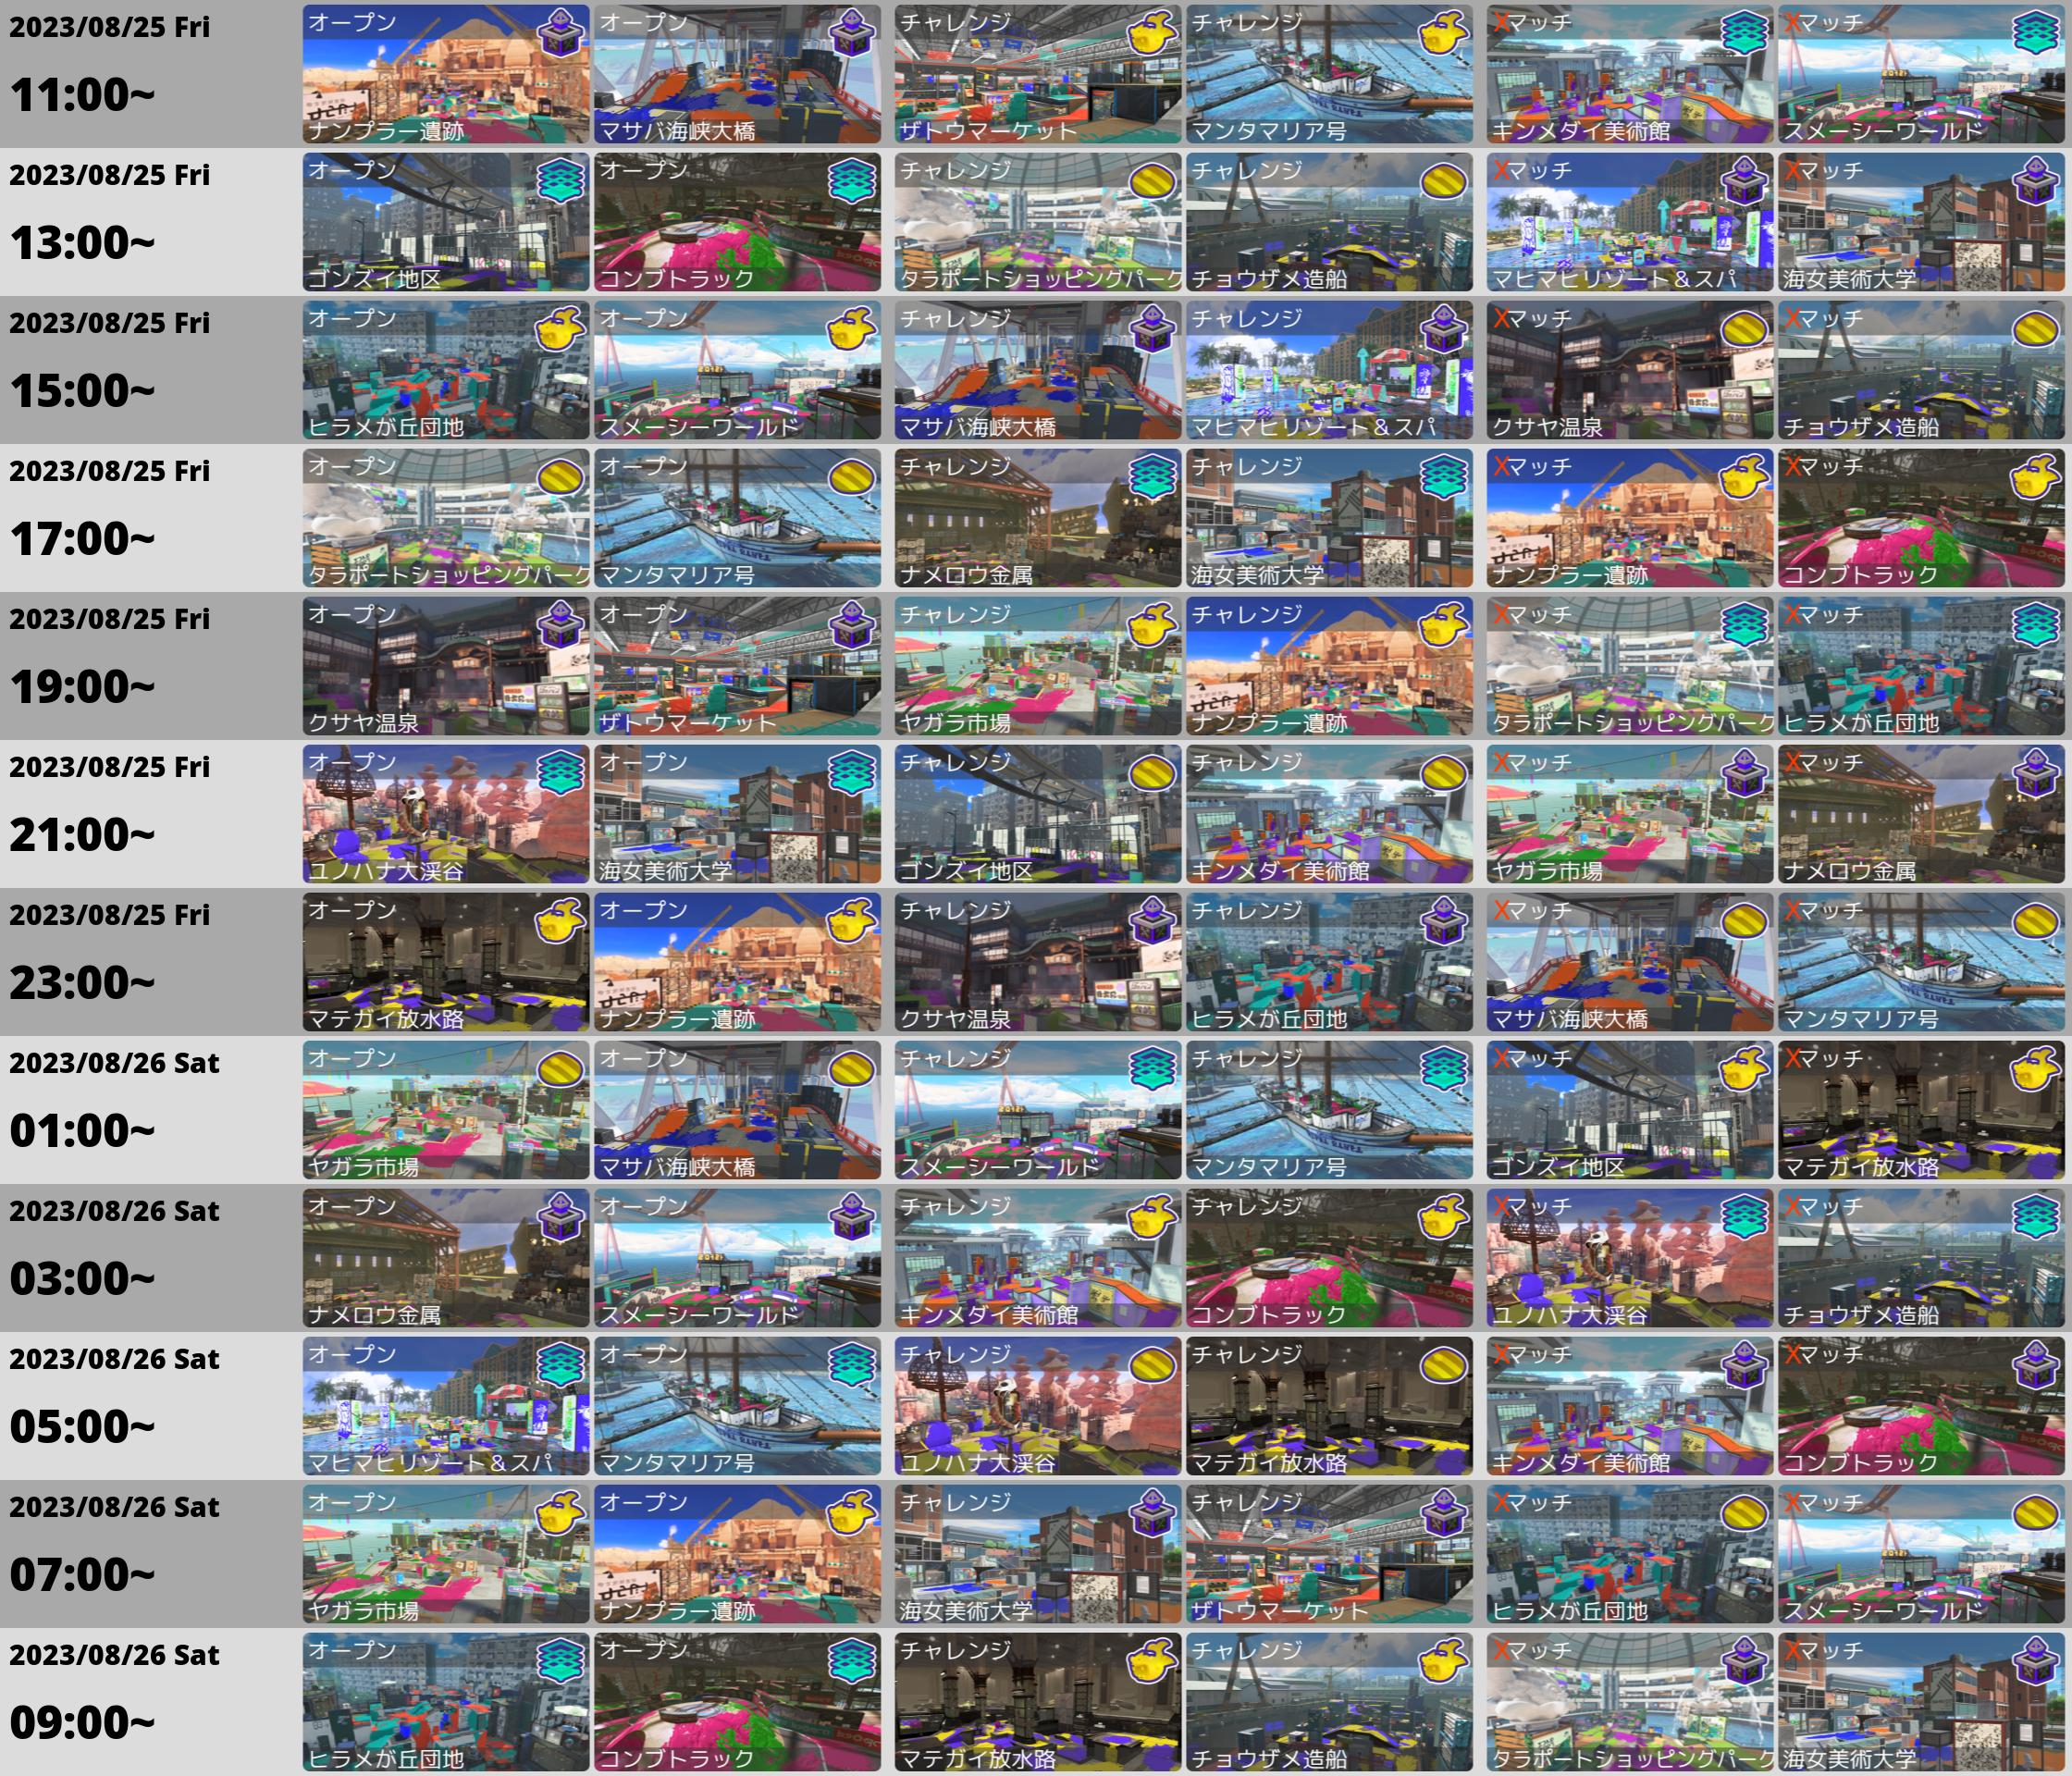 2023/08/25 Fri
11:00~
オープン オープン チャレンジ チャレンジ Xマッチ Xマッチ
ナンプラー遺跡 マサバ海峡大橋 ザトウマーケット マンタマリア号 キンメダイ美術館 スメーシーワールド
2023/08/25 Fri
13:00~
オープン オープン チャレンジ チャレンジ Xマッチ Xマッチ
ゴンズイ地区 コンブトラック タラポートショッピングパーク チョウザメ造船 マヒマヒリゾート＆スパ 海女美術大学
2023/08/25 Fri
15:00~
オープン オープン チャレンジ チャレンジ Xマッチ Xマッチ
ヒラメが丘団地 スメーシーワールド マサバ海峡大橋 マヒマヒリゾート＆スパ クサヤ温泉 チョウザメ造船
2023/08/25 Fri
17:00~
オープン オープン チャレンジ チャレンジ Xマッチ Xマッチ
タラポートショッピングパーク マンタマリア号 ナメロウ金属 海女美術大学 ナンプラー遺跡 コンブトラック
2023/08/25 Fri
19:00~
オープン オープン チャレンジ チャレンジ Xマッチ Xマッチ
クサヤ温泉 ザトウマーケット ヤガラ市場 ナンプラー遺跡 タラポートショッピングパーク ヒラメが丘団地
2023/08/25 Fri
21:00~
オープン オープン チャレンジ チャレンジ Xマッチ Xマッチ
ユノハナ大渓谷 海女美術大学 ゴンズイ地区 キンメダイ美術館 ヤガラ市場 ナメロウ金属
2023/08/25 Fri
23:00~
オープン オープン チャレンジ チャレンジ Xマッチ Xマッチ
マテガイ放水路 ナンプラー遺跡 クサヤ温泉 ヒラメが丘団地 マサバ海峡大橋 マンタマリア号
2023/08/26 Sat
01:00~
オープン オープン チャレンジ チャレンジ Xマッチ Xマッチ
ヤガラ市場 マサバ海峡大橋 スメーシーワールド マンタマリア号 ゴンズイ地区 マテガイ放水路
2023/08/26 Sat
03:00~
オープン オープン チャレンジ チャレンジ Xマッチ Xマッチ
ナメロウ金属 スメーシーワールド キンメダイ美術館 コンブトラック ユノハナ大渓谷 チョウザメ造船
2023/08/26 Sat
05:00~
オープン オープン チャレンジ チャレンジ Xマッチ Xマッチ
マヒマヒリゾート＆スパ マンタマリア号 ユノハナ大渓谷 マテガイ放水路 キンメダイ美術館 コンブトラック
2023/08/26 Sat
07:00~
オープン オープン チャレンジ チャレンジ Xマッチ Xマッチ
ヤガラ市場 ナンプラー遺跡 海女美術大学 ザトウマーケット ヒラメが丘団地 スメーシーワールド
2023/08/26 Sat
09:00~
オープン オープン チャレンジ チャレンジ Xマッチ Xマッチ
ヒラメが丘団地 コンブトラック マテガイ放水路 チョウザメ造船 タラポートショッピングパーク 海女美術大学